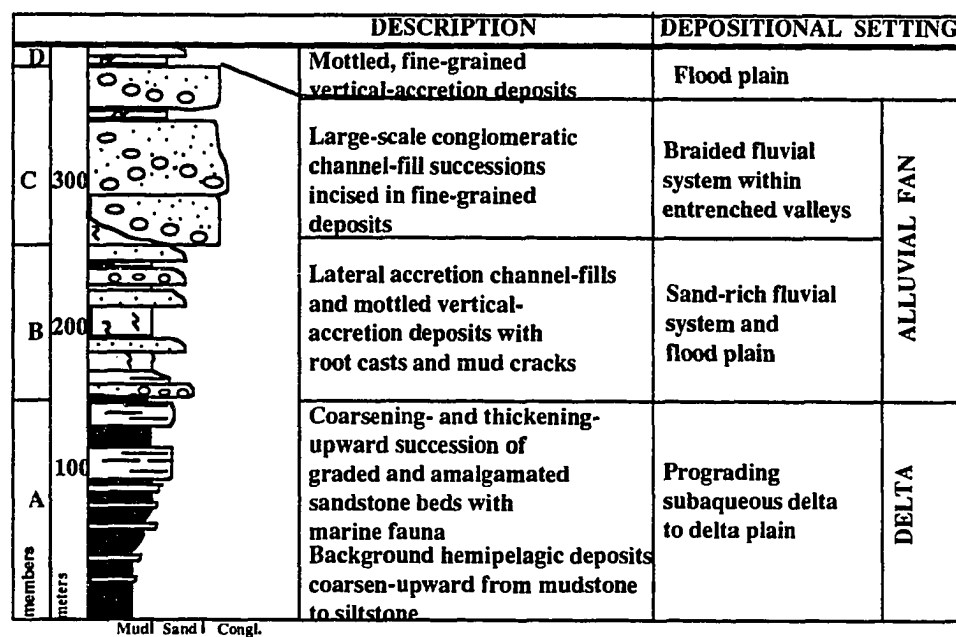 DESCRIPTION
DEPOSITIONAL SETTING
D
Mottled, fine-grained
vertical-accretion deposits
Flood plain
C
300
Large-scale conglomeratic
channel-fill successions
incised in fine-grained
deposits
Braided fluvial
system within
entrenched valleys
B
200
Lateral accretion channel-fills
and mottled vertical-
accretion deposits with
root casts and mud cracks
Sand-rich fluvial
system and
flood plain
ALLUVIAL FAN
A
100
Coarsening- and thickening-
upward succession of
graded and amalgamated
sandstone beds with
marine fauna
Background hemipelagic deposits
coarsen-upward from mudstone
to siltstone
Prograding
subaqueous delta
to delta plain
DELTA
members
meters
Mud Sand Congl.